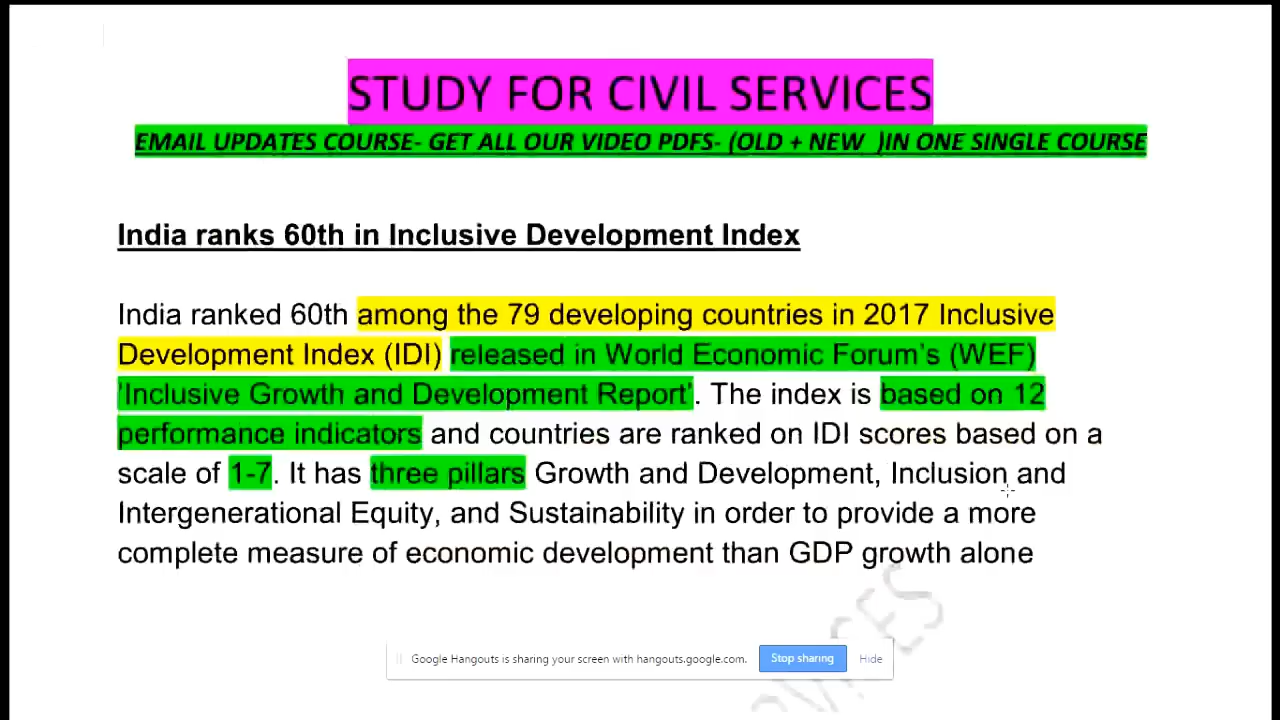 STUDY FOR CIVIL SERVICES
EMAIL UPDATES COURSE- GET ALL OUR VIDEO PDFS- (OLD + NEW )IN ONE SINGLE COURSE
India ranks 60th in Inclusive Development Index
India ranked 60th among the 79 developing countries in 2017 Inclusive
Development Index (IDI) released in World Economic Forum's (WEF)
'Inclusive Growth and Development Report'. The index is based on 12
performance indicators and countries are ranked on IDI scores based on a
scale of 1-7. It has three pillars Growth and Development, Inclusion and
Intergenerational Equity, and Sustainability in order to provide a more
complete measure of economic development than GDP growth alone
Google Hangouts is sharing your screen with hangouts.google.com. Stop sharing Hide